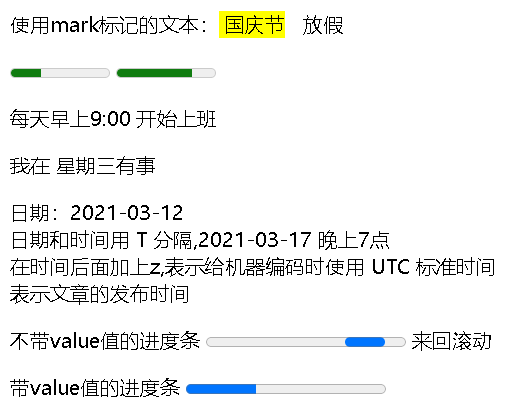 使用mark标记的文本： 国庆节 放假
每天早上9:00 开始上班
我在 星期三有事
日期：2021-03-12
日期和时间用 T 分隔,2021-03-17 晚上7点
在时间后面加上z,表示给机器编码时使用 UTC 标准时间
表示文章的发布时间
不带value值的进度条 来回滚动
带value值的进度条